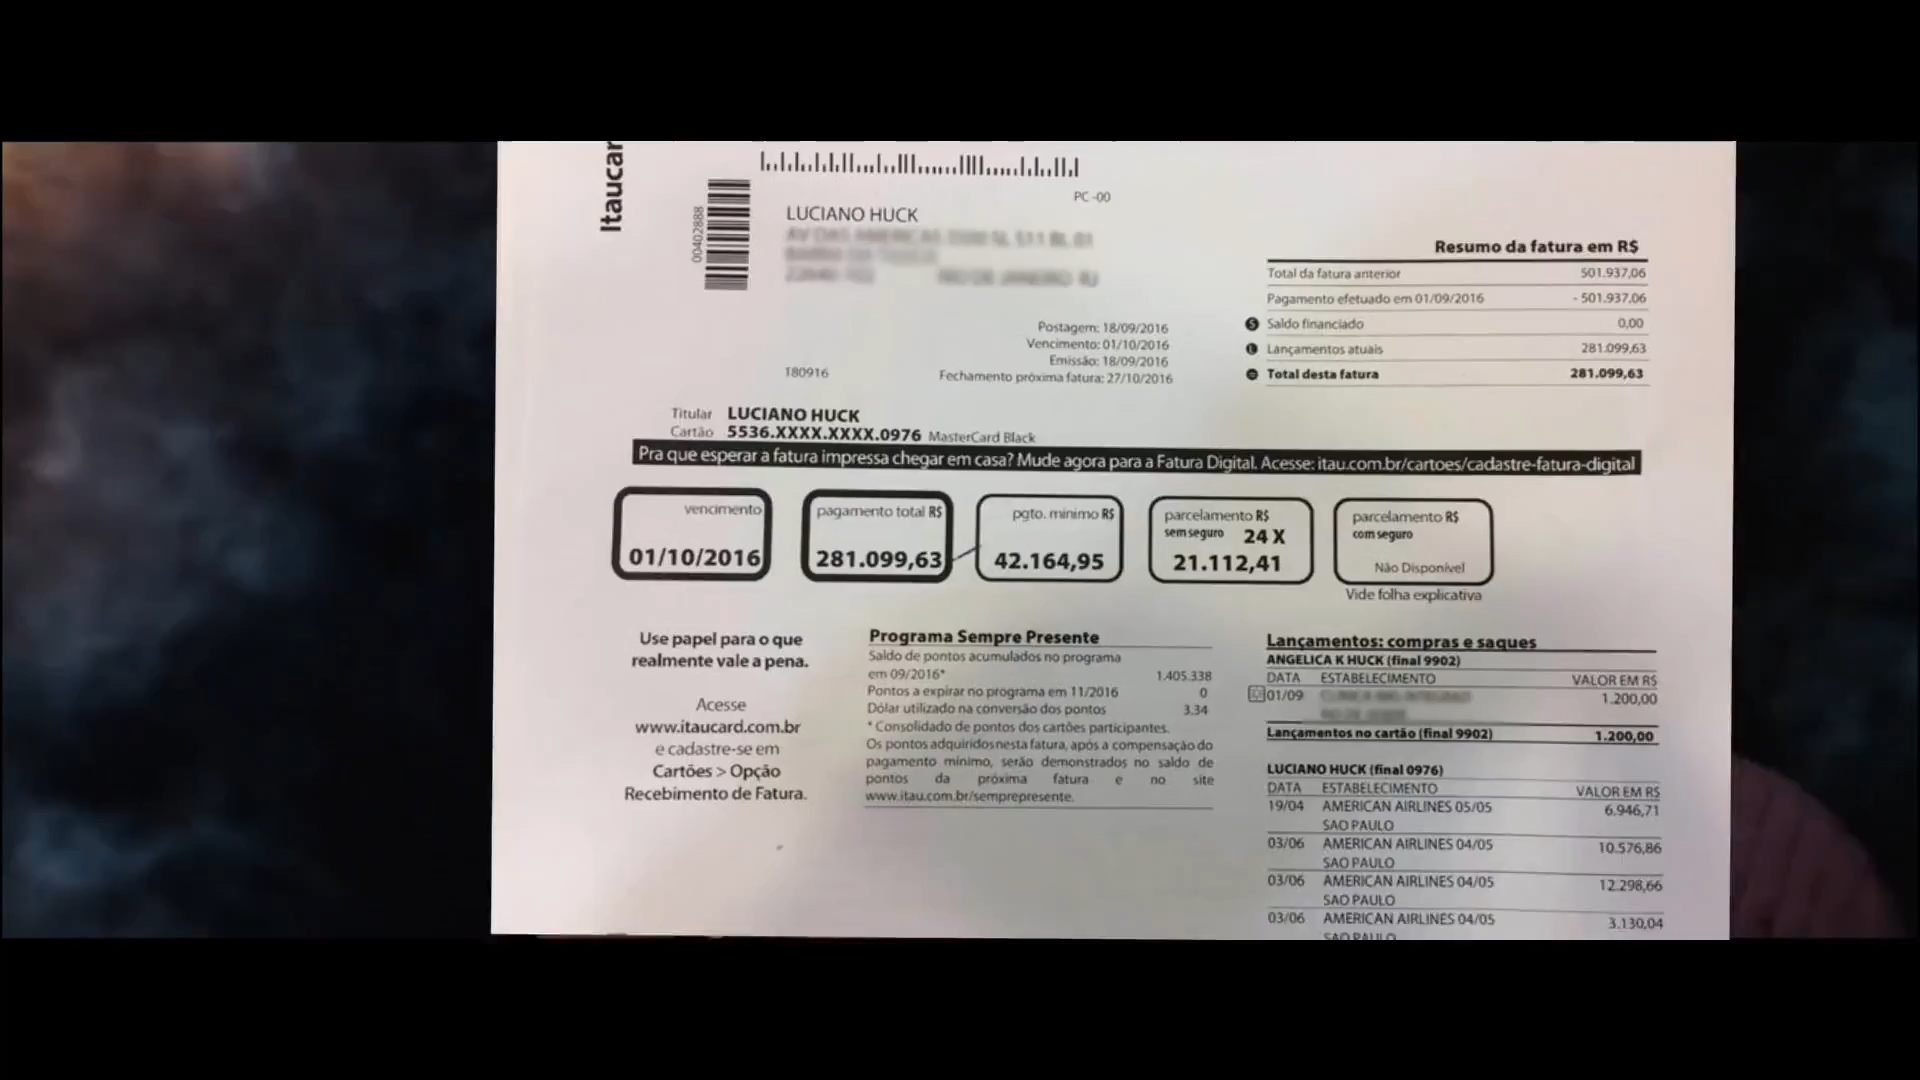 Itaucar
PC -00
00402888
LUCIANO HUCK
Resumo da fatura em R$
Total da fatura anterior 501.937,06
Pagamento efetuado em 01/09/2016 - 501.937,06
S Saldo financiado 0,00
L Lançamentos atuais 281.099,63
= Total desta fatura 281.099,63
Postagem: 18/09/2016
Vencimento: 01/10/2016
Emissão: 18/09/2016
180916 Fechamento próxima fatura: 27/10/2016
Titular LUCIANO HUCK
Cartão 5536.XXXX.XXXX.0976 MasterCard Black
Pra que esperar a fatura impressa chegar em casa? Mude agora para a Fatura Digital. Acesse: itau.com.br/cartoes/cadastre-fatura-digital
vencimento
01/10/2016
pagamento total R$
281.099,63
pgto. mínimo R$
42.164,95
parcelamento R$
sem seguro 24 X
21.112,41
parcelamento R$
com seguro
Não Disponível
Vide folha explicativa
Use papel para o que
realmente vale a pena.
Acesse
www.itaucard.com.br
e cadastre-se em
Cartões > Opção
Recebimento de Fatura.
Programa Sempre Presente
Saldo de pontos acumulados no programa
em 09/2016* 1.405.338
Pontos a expirar no programa em 11/2016 0
Dólar utilizado na conversão dos pontos 3,34
* Consolidado de pontos dos cartões participantes.
Os pontos adquiridos nesta fatura, após a compensação do
pagamento mínimo, serão demonstrados no saldo de
pontos da próxima fatura e no site
www.itau.com.br/semprepresente.
Lançamentos: compras e saques
ANGELICA K HUCK (final 9902)
DATA ESTABELECIMENTO VALOR EM R$
01/09 1.200,00
Lançamentos no cartão (final 9902) 1.200,00
LUCIANO HUCK (final 0976)
DATA ESTABELECIMENTO VALOR EM R$
19/04 AMERICAN AIRLINES 05/05 6.946,71
SAO PAULO
03/06 AMERICAN AIRLINES 04/05 10.576,86
SAO PAULO
03/06 AMERICAN AIRLINES 04/05 12.298,66
SAO PAULO
03/06 AMERICAN AIRLINES 04/05 3.130,04
SAO PAULO